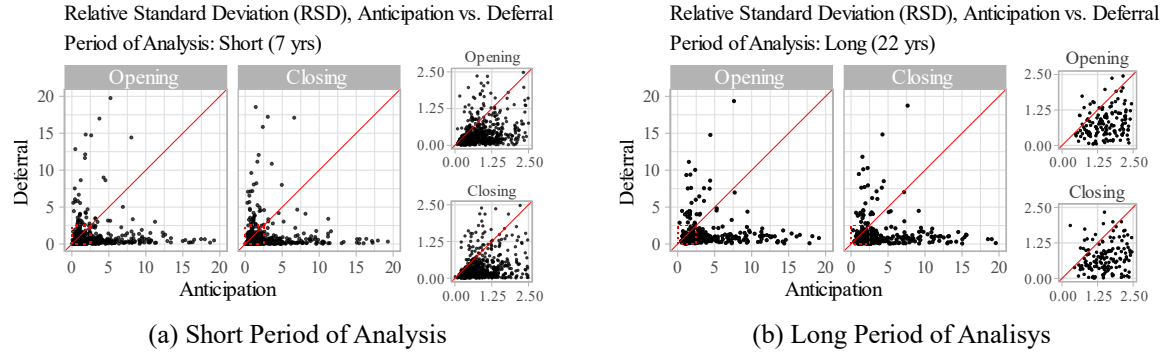 Relative Standard Deviation (RSD), Anticipation vs. Deferral
Period of Analysis: Short (7 yrs)
Opening
Closing
20
15
10
5
0
Deferral
0 5 10 15 20
0 5 10 15 20
Anticipation
Opening
2.50
1.25
0.00
0.00 1.25 2.50
Closing
2.50
1.25
0.00
0.00 1.25 2.50
(a) Short Period of Analysis
Relative Standard Deviation (RSD), Anticipation vs. Deferral
Period of Analysis: Long (22 yrs)
Opening
Closing
20
15
10
5
0
Deferral
0 5 10 15 20
0 5 10 15 20
Anticipation
Opening
2.50
1.25
0.00
0.00 1.25 2.50
Closing
2.50
1.25
0.00
0.00 1.25 2.50
(b) Long Period of Analisys